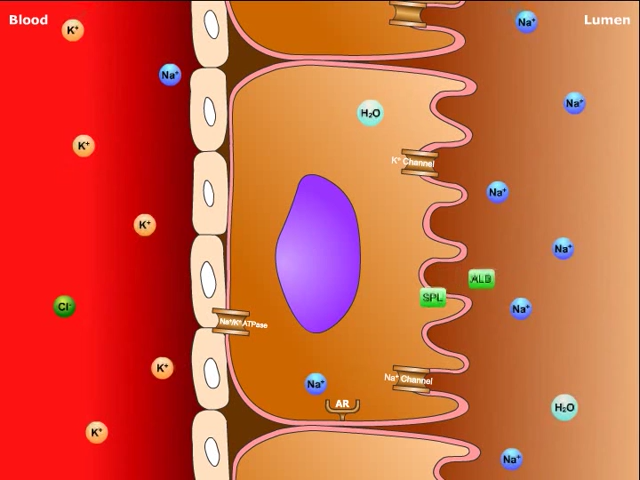 Blood
Lumen
K⁺
Na⁺
Na⁺
Na⁺
H₂O
K⁺
K⁺ Channel
Na⁺
K⁺
Na⁺
ALD
SPL
Cl⁻
Na⁺
Na⁺/K⁺ATPase
K⁺
Na⁺
Na⁺ Channel
AR
H₂O
K⁺
Na⁺